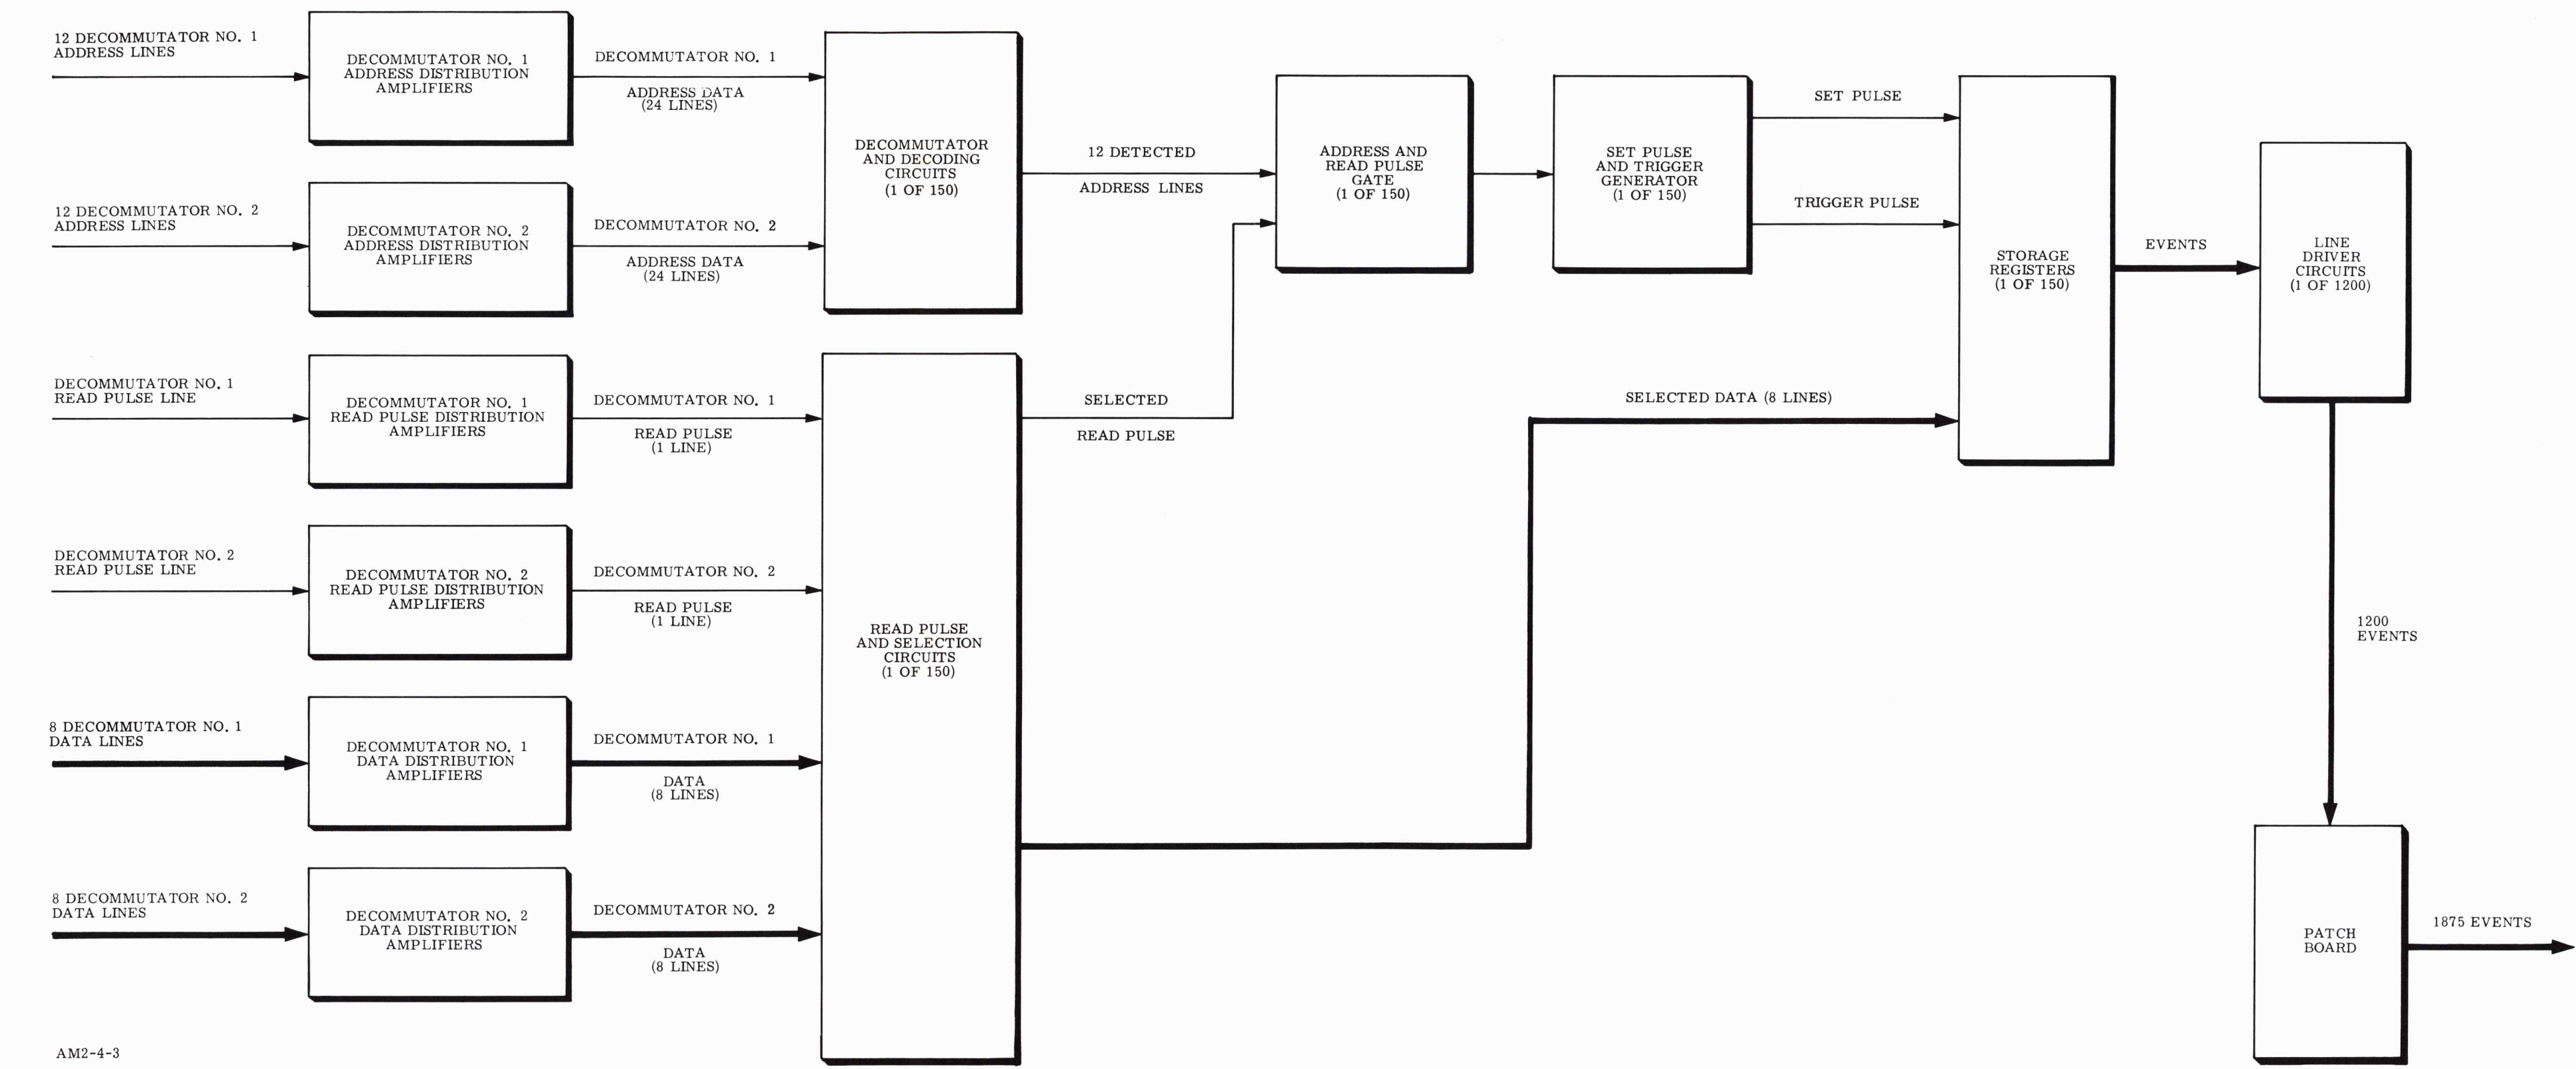 12 DECOMMUTATOR NO. 1
ADDRESS LINES
DECOMMUTATOR NO. 1
ADDRESS DISTRIBUTION
AMPLIFIERS
DECOMMUTATOR NO. 1
ADDRESS DATA
(24 LINES)
12 DECOMMUTATOR NO. 2
ADDRESS LINES
DECOMMUTATOR NO. 2
ADDRESS DISTRIBUTION
AMPLIFIERS
DECOMMUTATOR NO. 2
ADDRESS DATA
(24 LINES)
DECOMMUTATOR
AND DECODING
CIRCUITS
(1 OF 150)
12 DETECTED
ADDRESS LINES
ADDRESS AND
READ PULSE
GATE
(1 OF 150)
SET PULSE
AND TRIGGER
GENERATOR
(1 OF 150)
SET PULSE
TRIGGER PULSE
STORAGE
REGISTERS
(1 OF 150)
EVENTS
LINE
DRIVER
CIRCUITS
(1 OF 1200)
DECOMMUTATOR NO. 1
READ PULSE LINE
DECOMMUTATOR NO. 1
READ PULSE DISTRIBUTION
AMPLIFIERS
DECOMMUTATOR NO. 1
READ PULSE
(1 LINE)
SELECTED
READ PULSE
SELECTED DATA (8 LINES)
DECOMMUTATOR NO. 2
READ PULSE LINE
DECOMMUTATOR NO. 2
READ PULSE DISTRIBUTION
AMPLIFIERS
DECOMMUTATOR NO. 2
READ PULSE
(1 LINE)
READ PULSE
AND SELECTION
CIRCUITS
(1 OF 150)
1200
EVENTS
8 DECOMMUTATOR NO. 1
DATA LINES
DECOMMUTATOR NO. 1
DATA DISTRIBUTION
AMPLIFIERS
DECOMMUTATOR NO. 1
DATA
(8 LINES)
8 DECOMMUTATOR NO. 2
DATA LINES
DECOMMUTATOR NO. 2
DATA DISTRIBUTION
AMPLIFIERS
DECOMMUTATOR NO. 2
DATA
(8 LINES)
PATCH
BOARD
1875 EVENTS
AM2-4-3